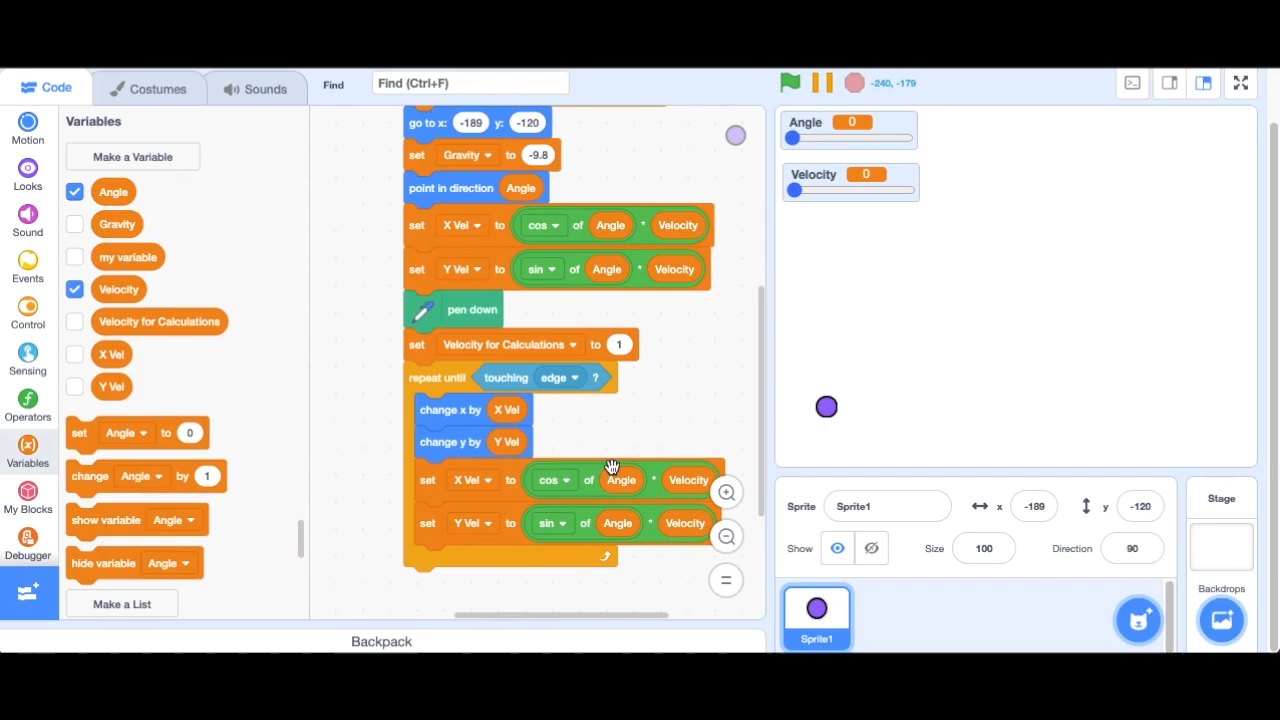 Code
Costumes
Sounds
Find
Find (Ctrl+F)
-240, -179
Motion
Looks
Sound
Events
Control
Sensing
Operators
Variables
My Blocks
Debugger
Variables
Make a Variable
Angle
Gravity
my variable
Velocity
Velocity for Calculations
X Vel
Y Vel
set Angle to 0
change Angle by 1
show variable Angle
hide variable Angle
Make a List
go to x: -189 y: -120
set Gravity to -9.8
point in direction Angle
set X Vel to cos of Angle * Velocity
set Y Vel to sin of Angle * Velocity
pen down
set Velocity for Calculations to 1
repeat until touching edge ?
change x by X Vel
change y by Y Vel
set X Vel to cos of Angle * Velocity
set Y Vel to sin of Angle * Velocity
Backpack
Angle 0
Velocity 0
Sprite Sprite1 x -189 y -120
Show Size 100 Direction 90
Sprite1
Stage
Backdrops